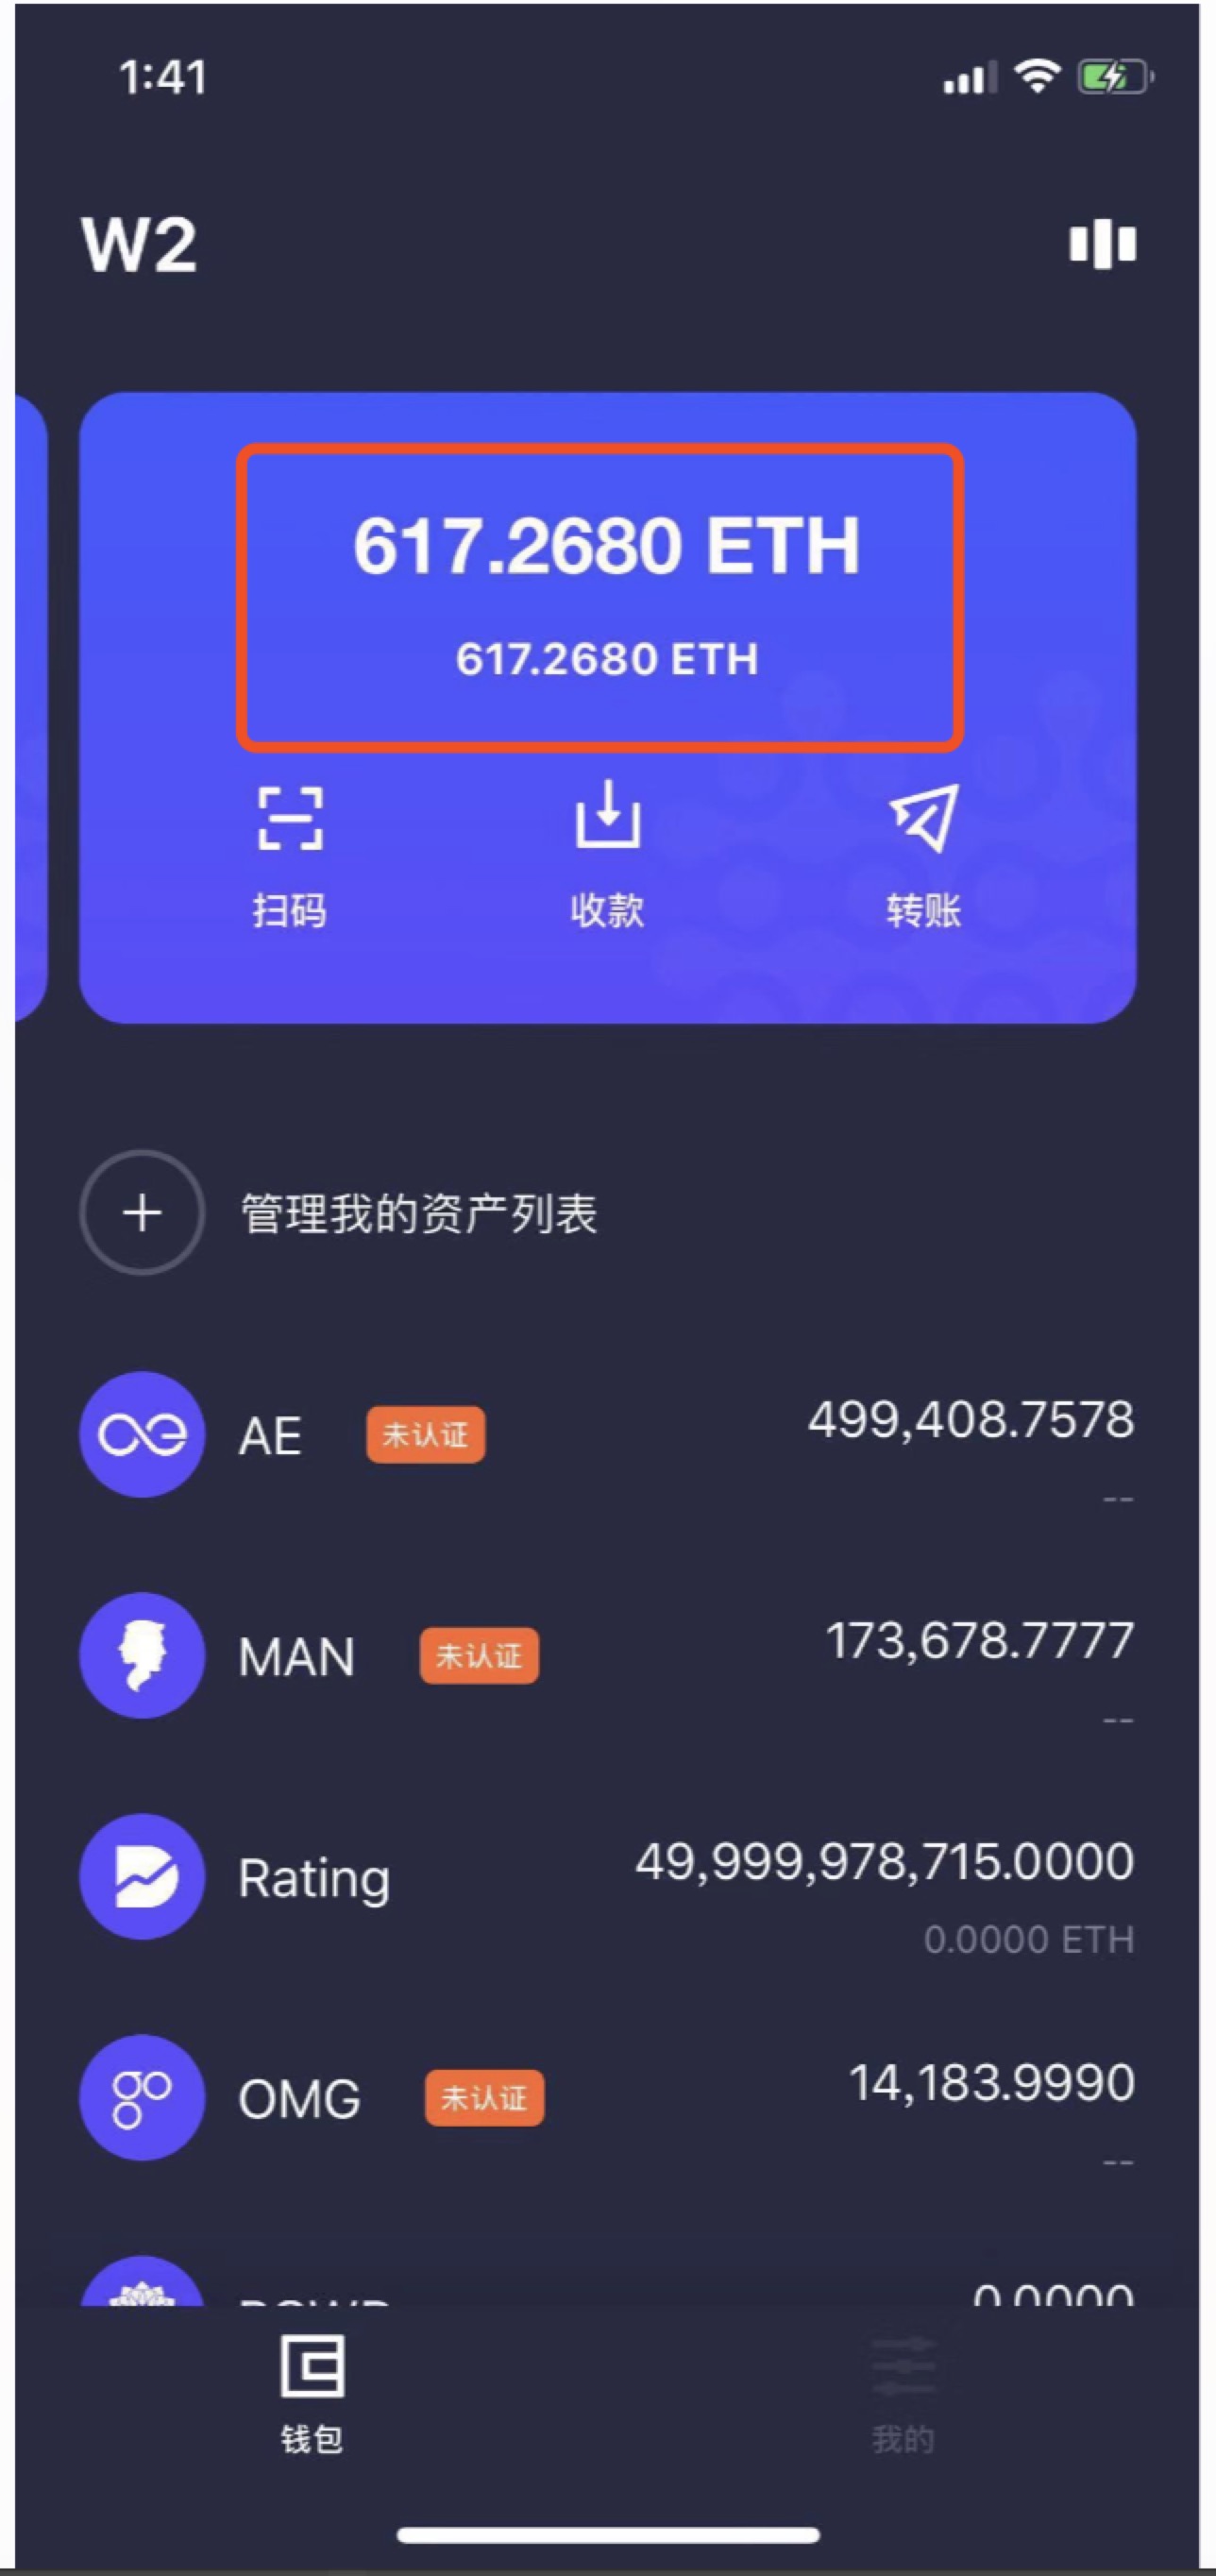 1:41
W2
617.2680 ETH
617.2680 ETH
扫码 收款 转账
管理我的资产列表
AE 未认证 499,408.7578
--
MAN 未认证 173,678.7777
--
Rating 49,999,978,715.0000
0.0000 ETH
OMG 未认证 14,183.9990
--
0.0000
钱包 我的